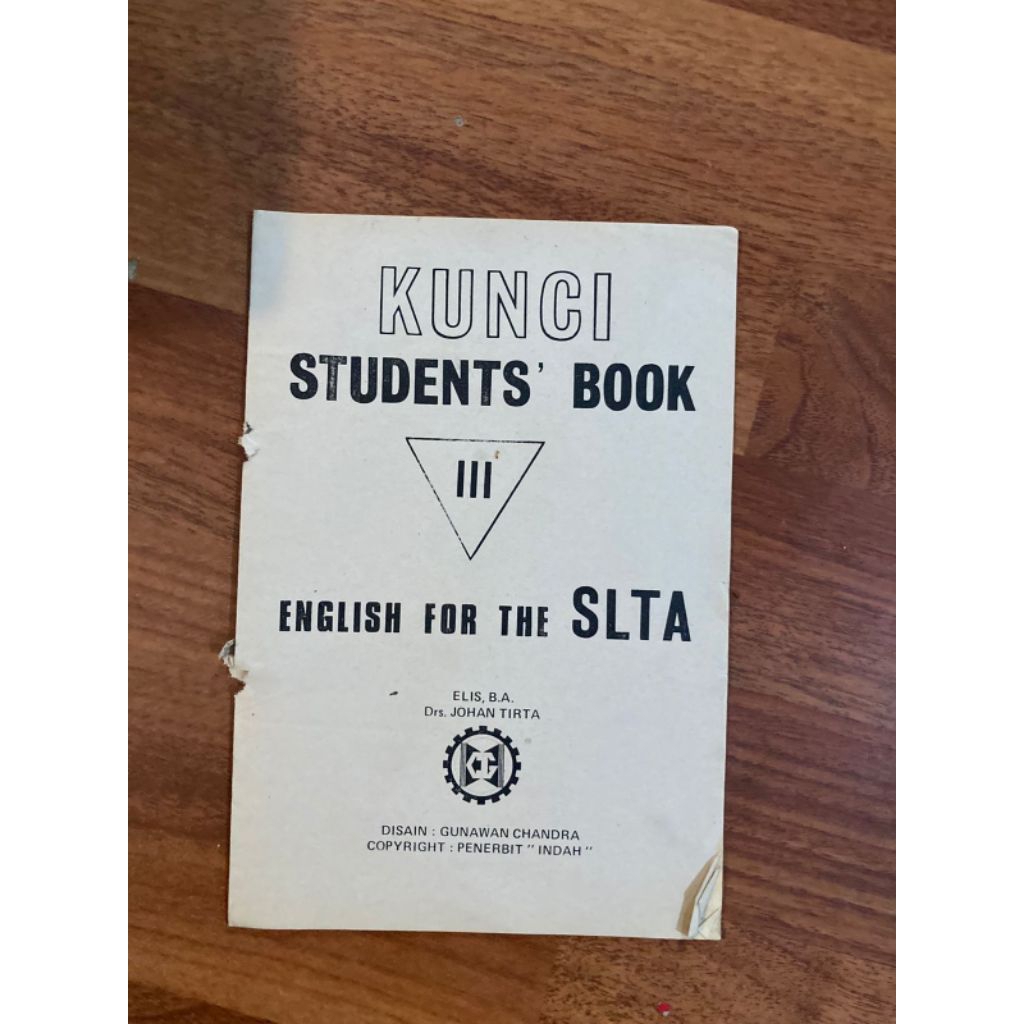 KUNCI
STUDENTS' BOOK
III
ENGLISH FOR THE SLTA
ELIS, B.A.
Drs. JOHAN TIRTA
DISAIN : GUNAWAN CHANDRA
COPYRIGHT : PENERBIT " INDAH "